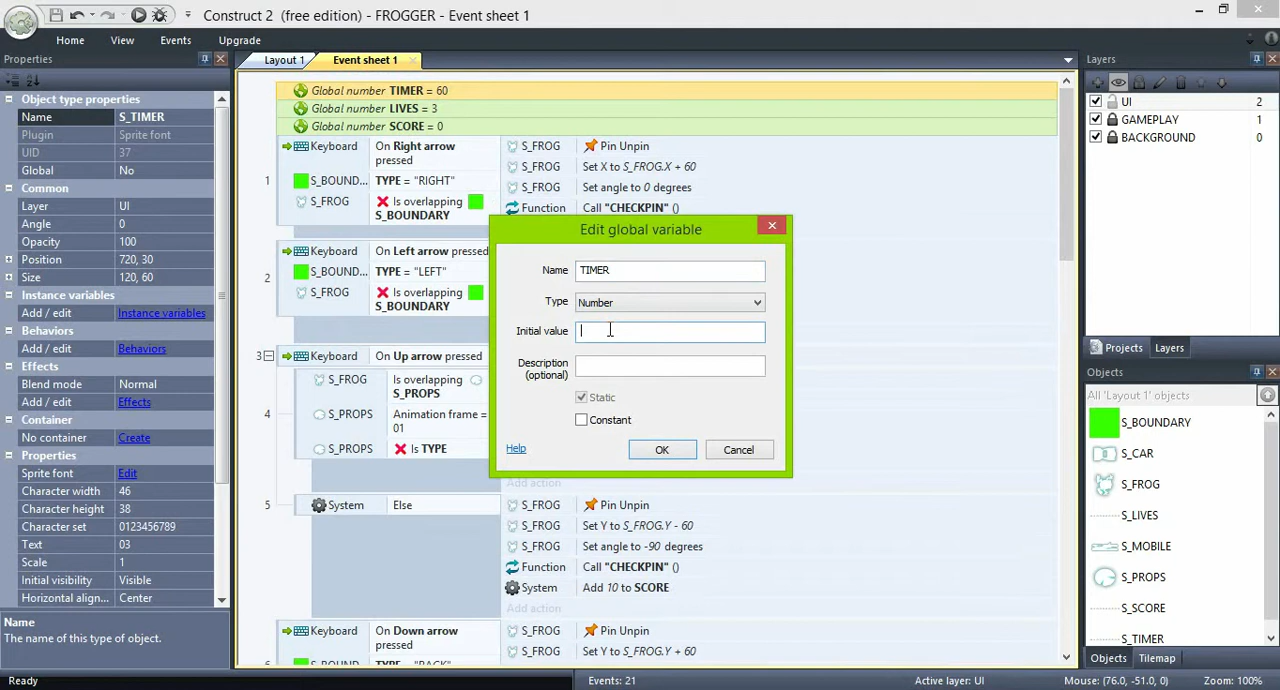 Construct 2 (free edition) - FROGGER - Event sheet 1
Home View Events Upgrade
Properties
Object type properties
Name S_TIMER
Plugin Sprite font
UID 37
Global No
Common
Layer UI
Angle 0
Opacity 100
Position 720, 30
Size 120, 60
Instance variables
Add / edit Instance variables
Behaviors
Add / edit Behaviors
Effects
Blend mode Normal
Add / edit Effects
Container
No container Create
Properties
Sprite font Edit
Character width 46
Character height 38
Character set 0123456789
Text 03
Scale 1
Initial visibility Visible
Horizontal align... Center
Name
The name of this type of object.
Layout 1 Event sheet 1
Global number TIMER = 60
Global number LIVES = 3
Global number SCORE = 0
1
Keyboard On Right arrow pressed
S_BOUND... TYPE = "RIGHT"
S_FROG Is overlapping S_BOUNDARY
S_FROG Pin Unpin
S_FROG Set X to S_FROG.X + 60
S_FROG Set angle to 0 degrees
Function Call "CHECKPIN" ()
2
Keyboard On Left arrow pressed
S_BOUND... TYPE = "LEFT"
S_FROG Is overlapping S_BOUNDARY
3
Keyboard On Up arrow pressed
4
S_FROG Is overlapping S_PROPS
S_PROPS Animation frame = 01
S_PROPS Is TYPE
Add action
5
System Else
S_FROG Pin Unpin
S_FROG Set Y to S_FROG.Y - 60
S_FROG Set angle to -90 degrees
Function Call "CHECKPIN" ()
System Add 10 to SCORE
Add action
Keyboard On Down arrow pressed
S_BOUND... TYPE = "BACK"
S_FROG Pin Unpin
S_FROG Set Y to S_FROG.Y + 60
Edit global variable
Name TIMER
Type Number
Initial value
Description (optional)
Static
Constant
Help OK Cancel
Layers
UI 2
GAMEPLAY 1
BACKGROUND 0
Projects Layers
Objects
All 'Layout 1' objects
S_BOUNDARY
S_CAR
S_FROG
S_LIVES
S_MOBILE
S_PROPS
S_SCORE
S_TIMER
Objects Tilemap
Ready Events: 21 Active layer: UI Mouse: (76.0, -51.0, 0) Zoom: 100%